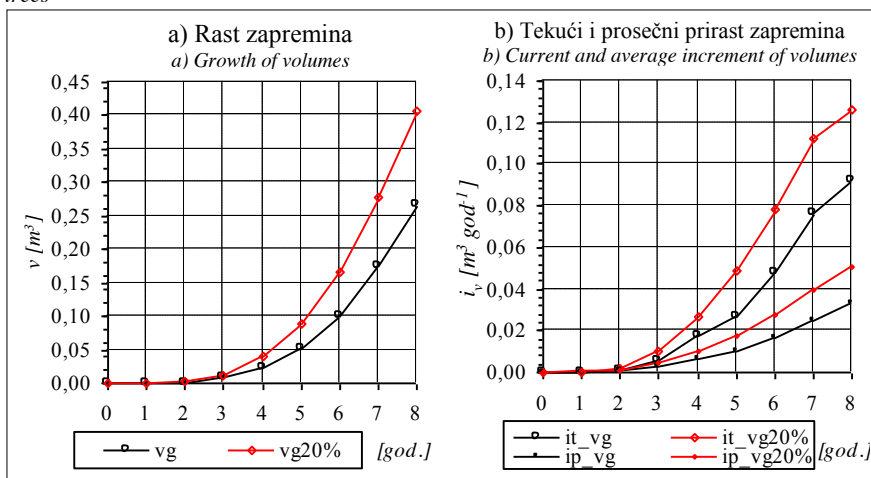 trees
a) Rast zapremina
a) Growth of volumes
0,45
0,40
0,35
0,30
0,25
0,20
0,15
0,10
0,05
0,00
v [m³]
0 1 2 3 4 5 6 7 8
vg vg20% [god.]
b) Tekući i prosečni prirast zapremina
b) Current and average increment of volumes
0,14
0,12
0,10
0,08
0,06
0,04
0,02
0,00
i_v [m³ god⁻¹]
0 1 2 3 4 5 6 7 8
it_vg it_vg20%
ip_vg ip_vg20% [god.]